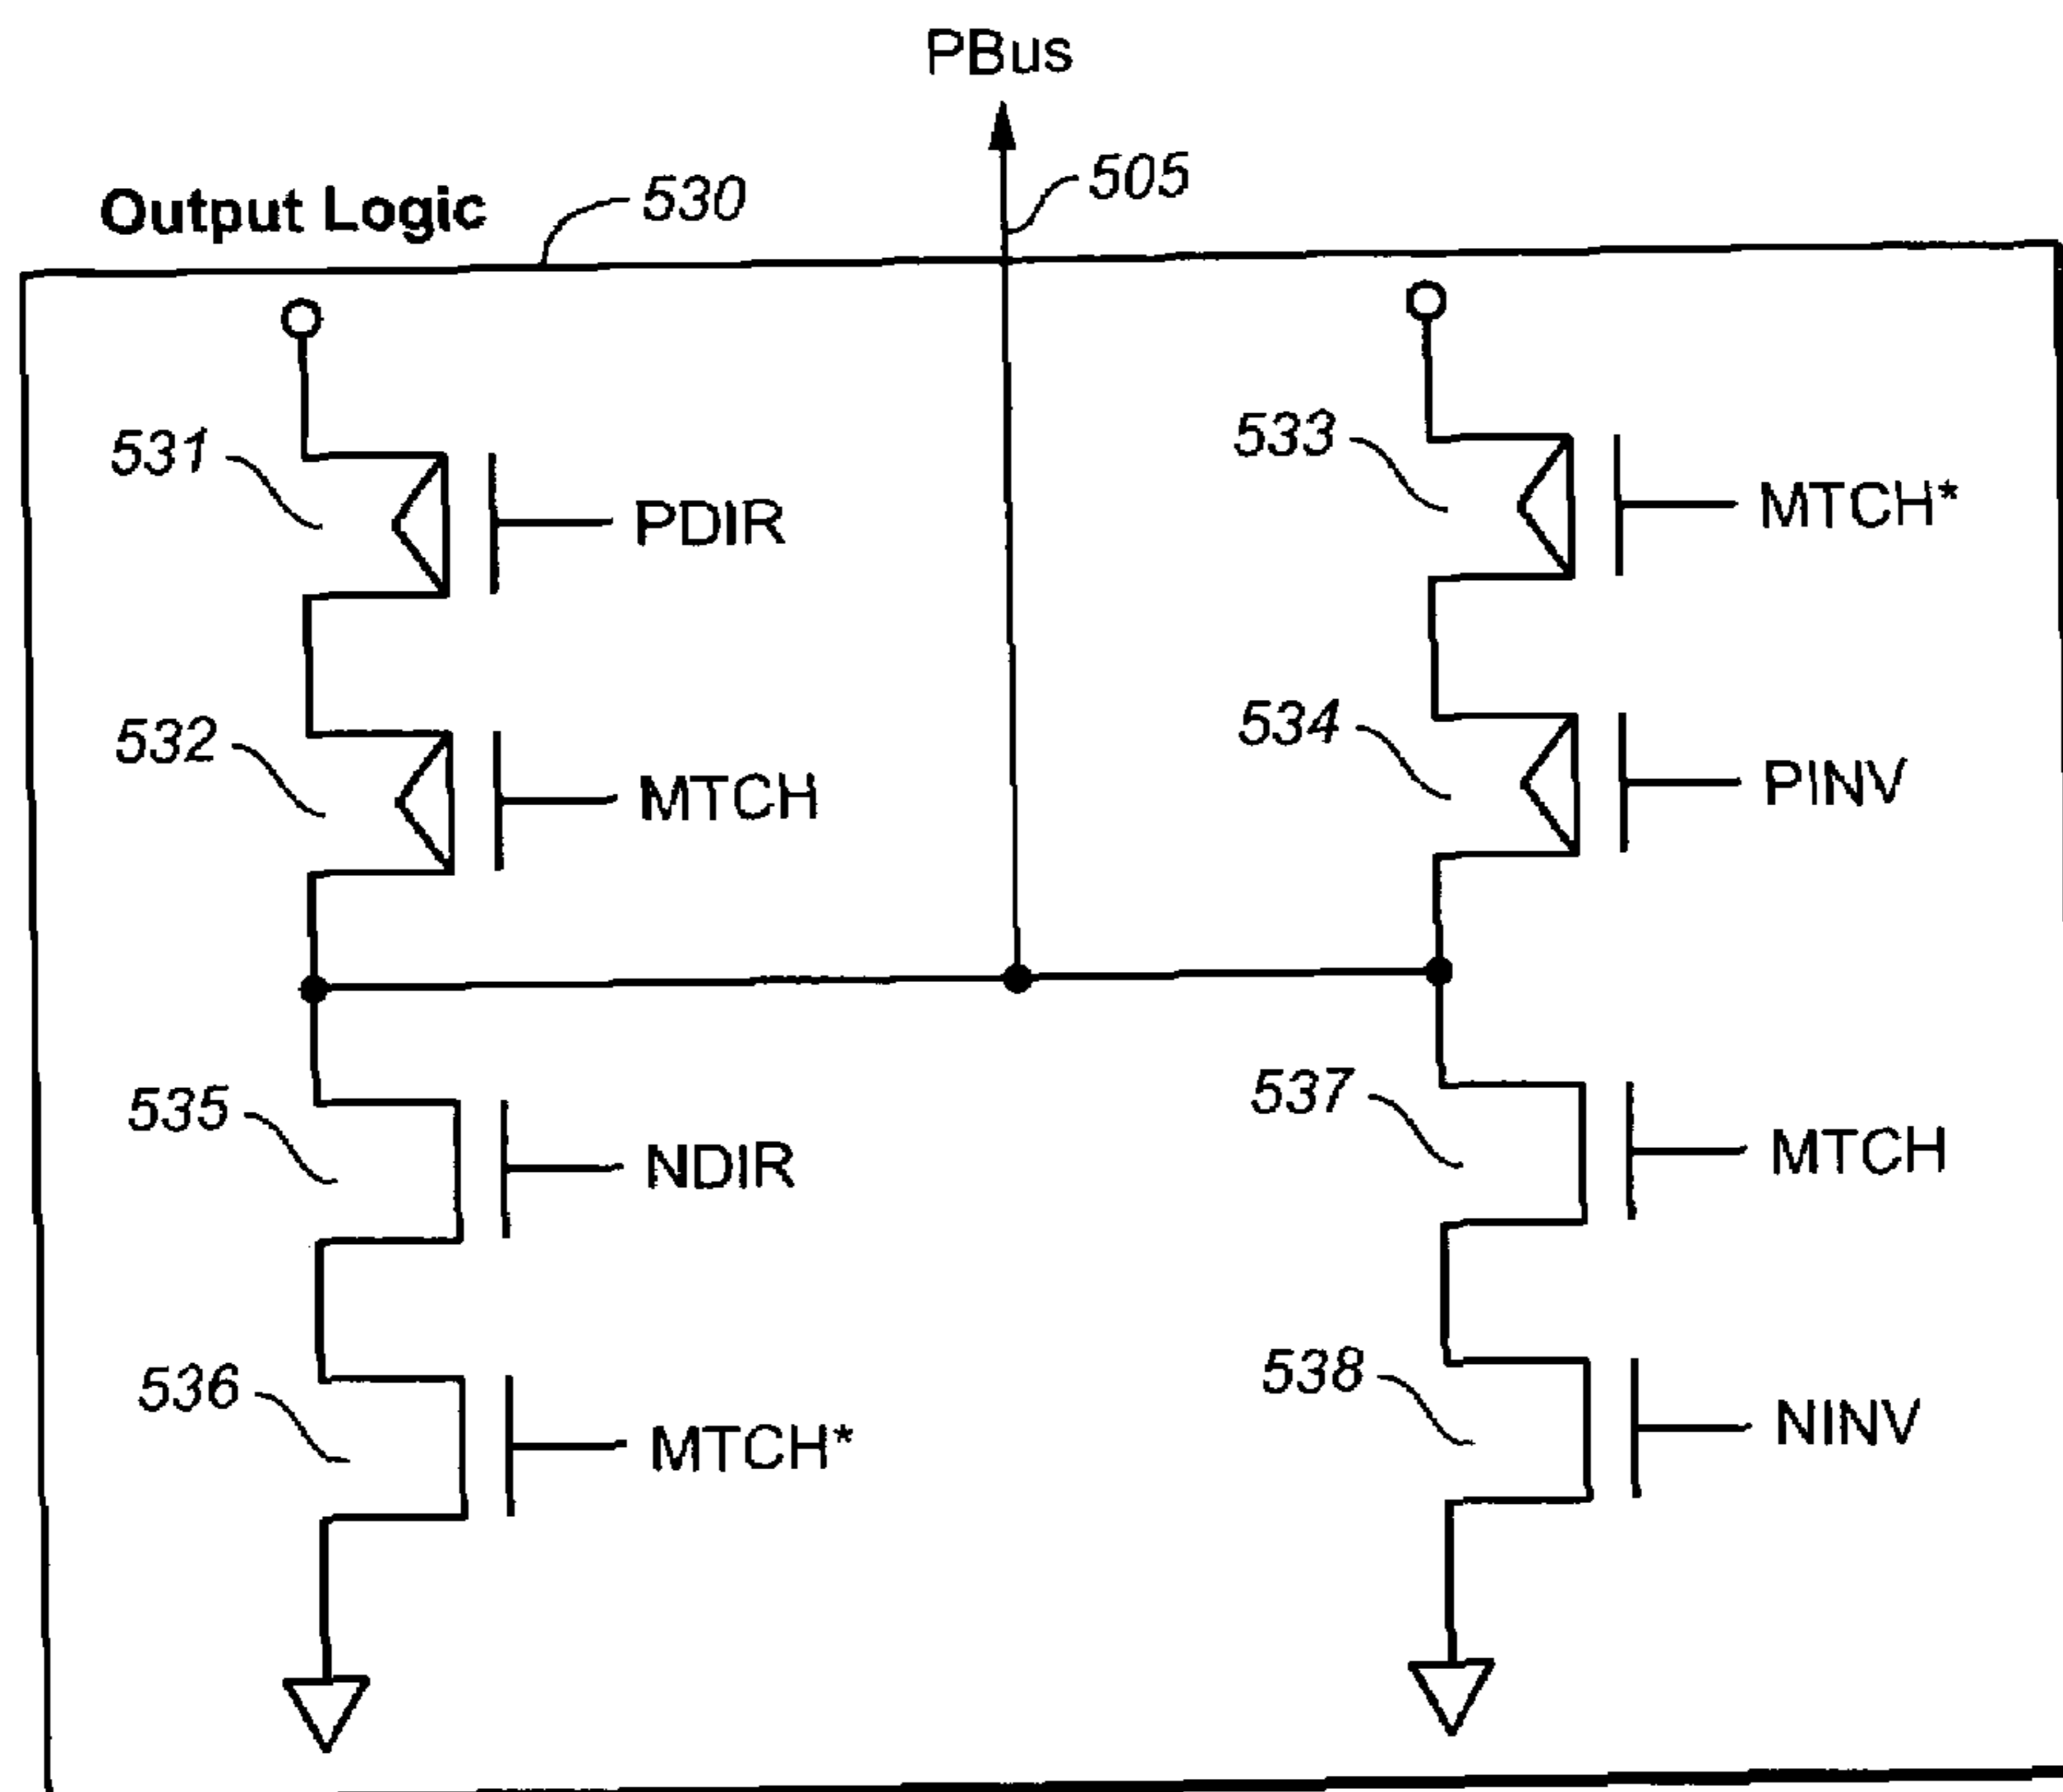 PBus
505
Output Logic
530
531
PDIR
533
MTCH*
532
MTCH
534
PINV
535
NDIR
537
MTCH
536
MTCH*
538
NINV